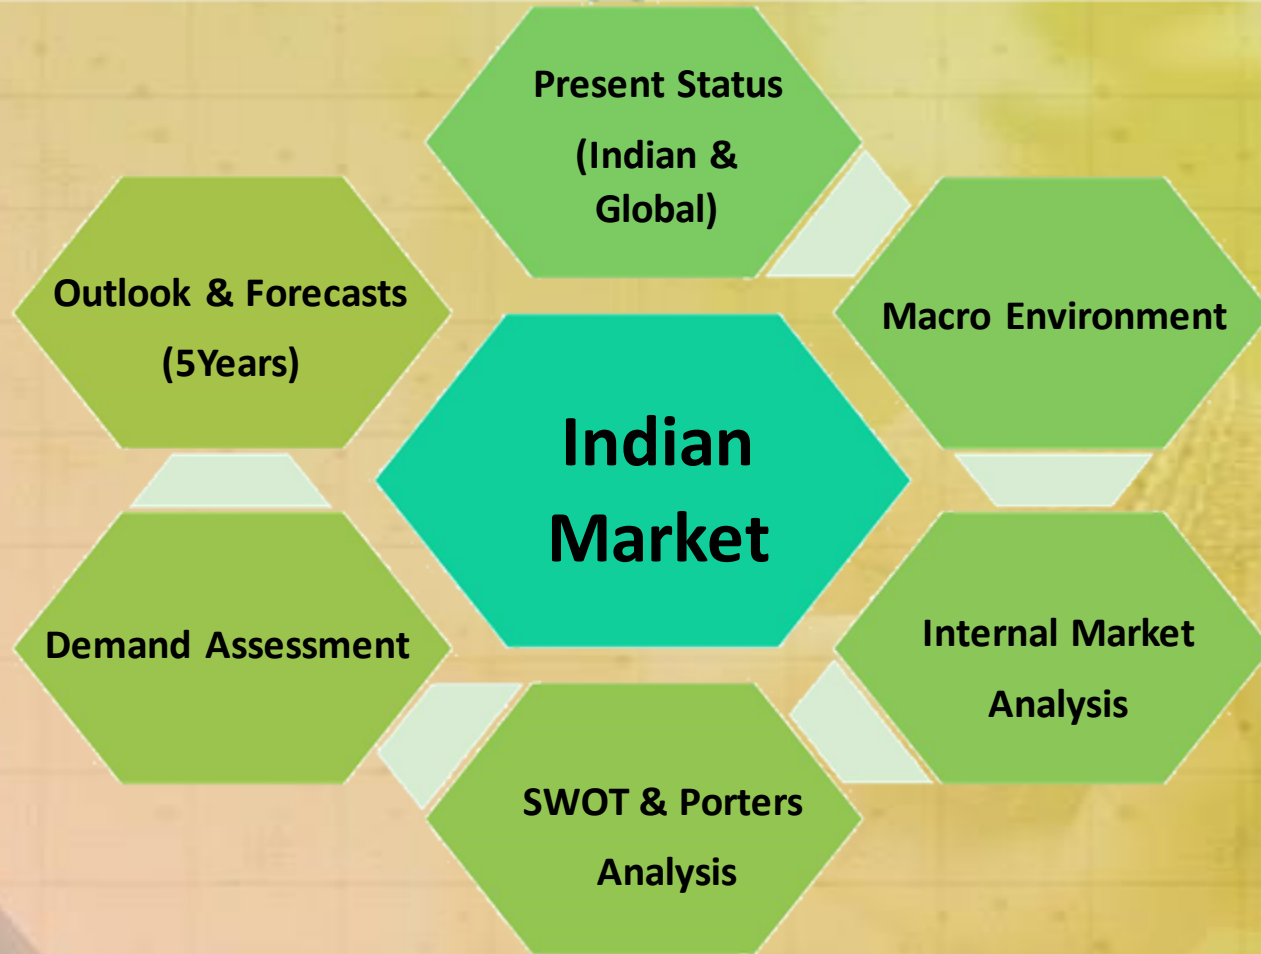 Present Status
(Indian &
Global)
Macro Environment
Internal Market
Analysis
SWOT & Porters
Analysis
Demand Assessment
Outlook & Forecasts
(5Years)
Indian
Market